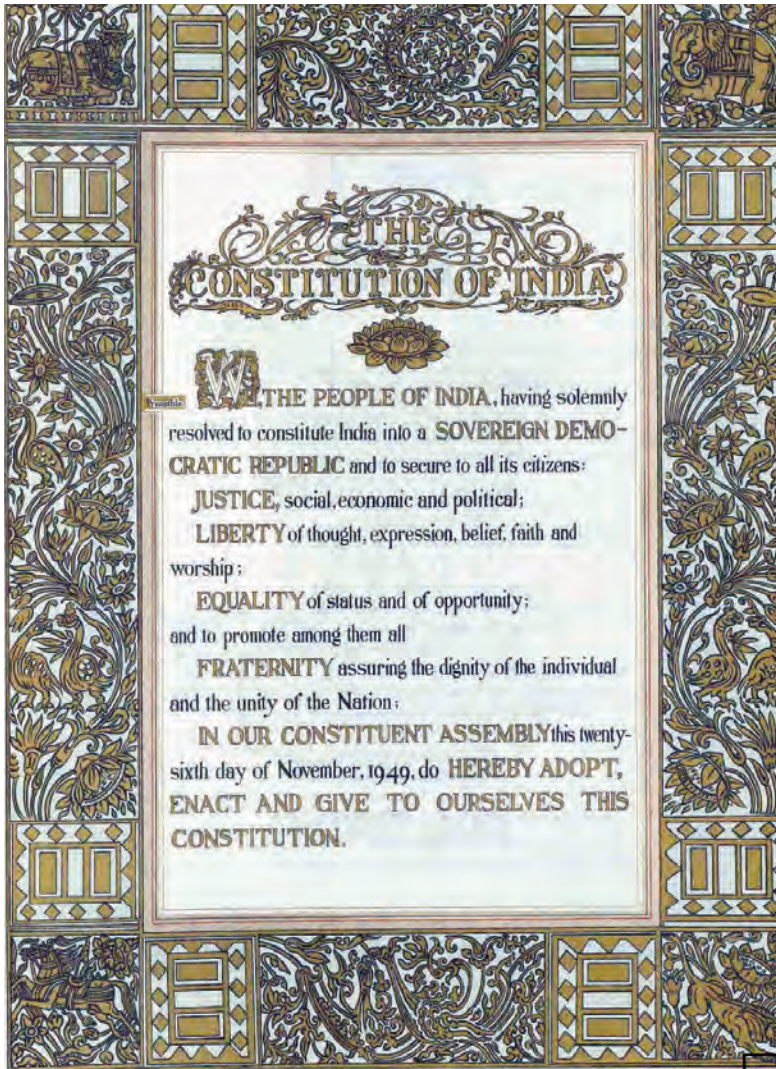 THE
CONSTITUTION OF INDIA
Preamble
WE, THE PEOPLE OF INDIA, having solemnly
resolved to constitute India into a SOVEREIGN DEMO-
CRATIC REPUBLIC and to secure to all its citizens:
JUSTICE, social, economic and political;
LIBERTY of thought, expression, belief, faith and
worship;
EQUALITY of status and of opportunity;
and to promote among them all
FRATERNITY assuring the dignity of the individual
and the unity of the Nation;
IN OUR CONSTITUENT ASSEMBLY this twenty-
sixth day of November, 1949, do HEREBY ADOPT,
ENACT AND GIVE TO OURSELVES THIS
CONSTITUTION.